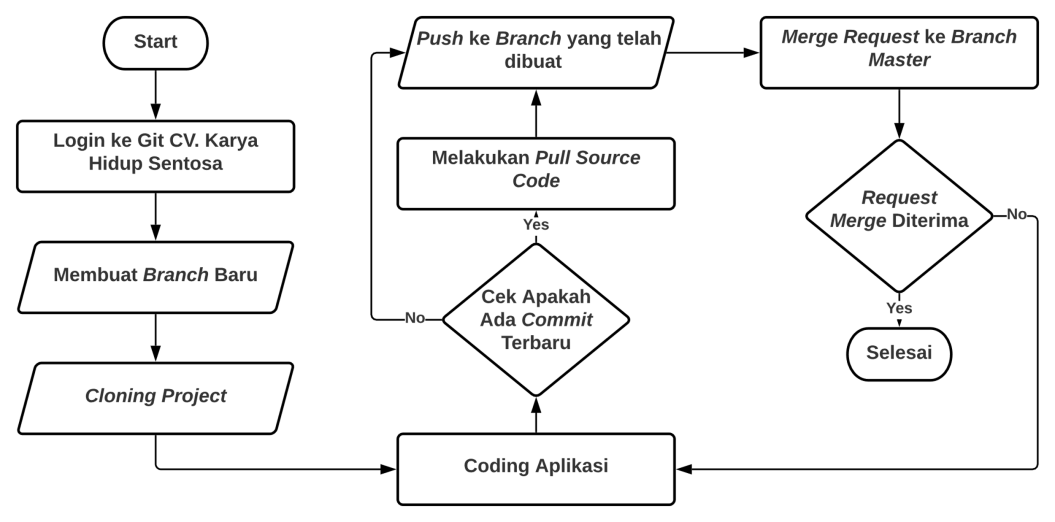 Start
Login ke Git CV. Karya
Hidup Sentosa
Membuat Branch Baru
Cloning Project
Coding Aplikasi
Cek Apakah
Ada Commit
Terbaru
Yes
No
Melakukan Pull Source
Code
Push ke Branch yang telah
dibuat
Merge Request ke Branch
Master
Request
Merge Diterima
No
Yes
Selesai